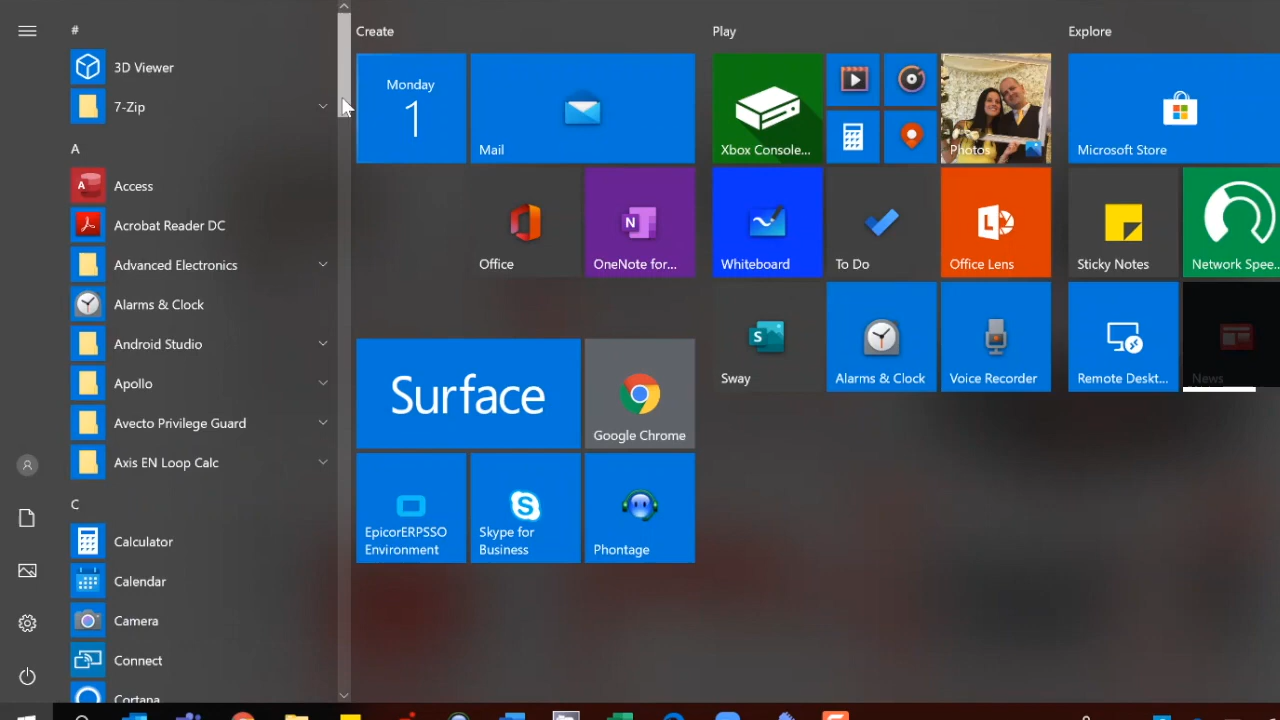 #
3D Viewer
7-Zip
A
Access
Acrobat Reader DC
Advanced Electronics
Alarms & Clock
Android Studio
Apollo
Avecto Privilege Guard
Axis EN Loop Calc
C
Calculator
Calendar
Camera
Connect
Cortana
Create
Monday
1
Mail
Office
OneNote for...
Surface
Google Chrome
EpicorERPSSO
Environment
Skype for
Business
Phontage
Play
Xbox Console...
Photos
Whiteboard
To Do
Office Lens
Sway
Alarms & Clock
Voice Recorder
Explore
Microsoft Store
Sticky Notes
Network Spee...
Remote Deskt...
News